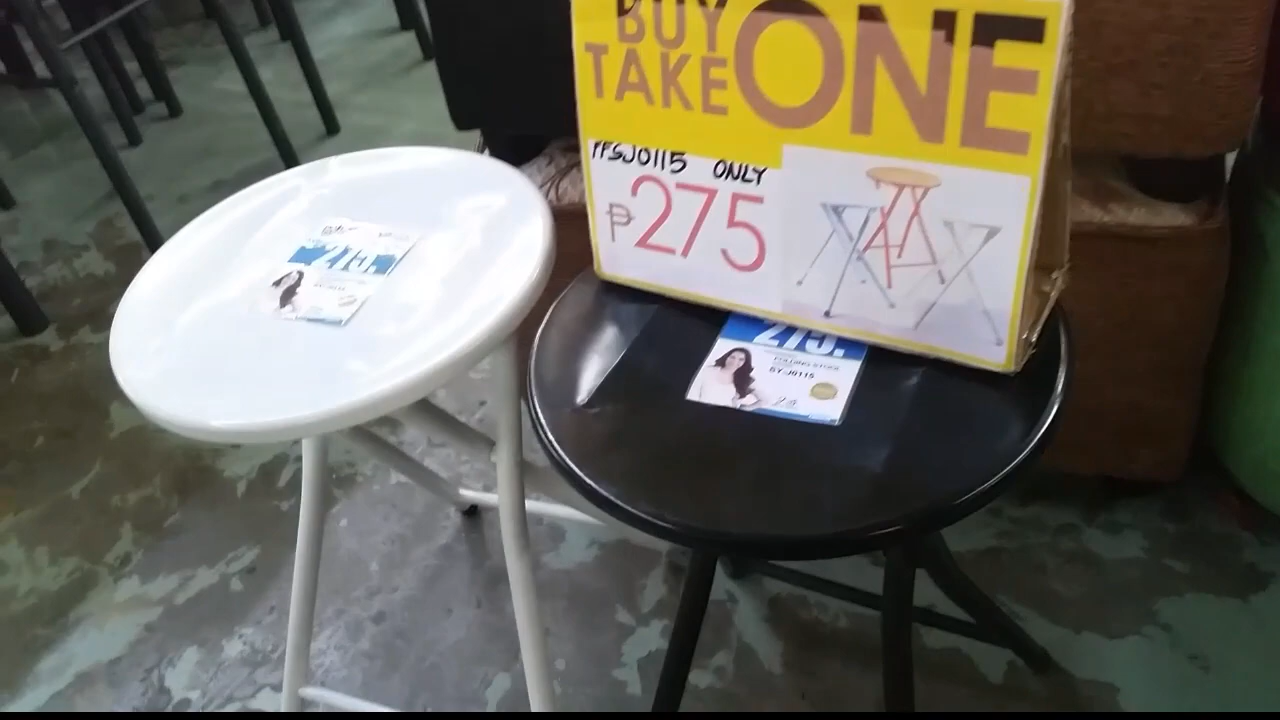 BUY
TAKE ONE
FFSJ0115 ONLY
₱275
275.
275.
FOLDING STOOL
SY-J0115